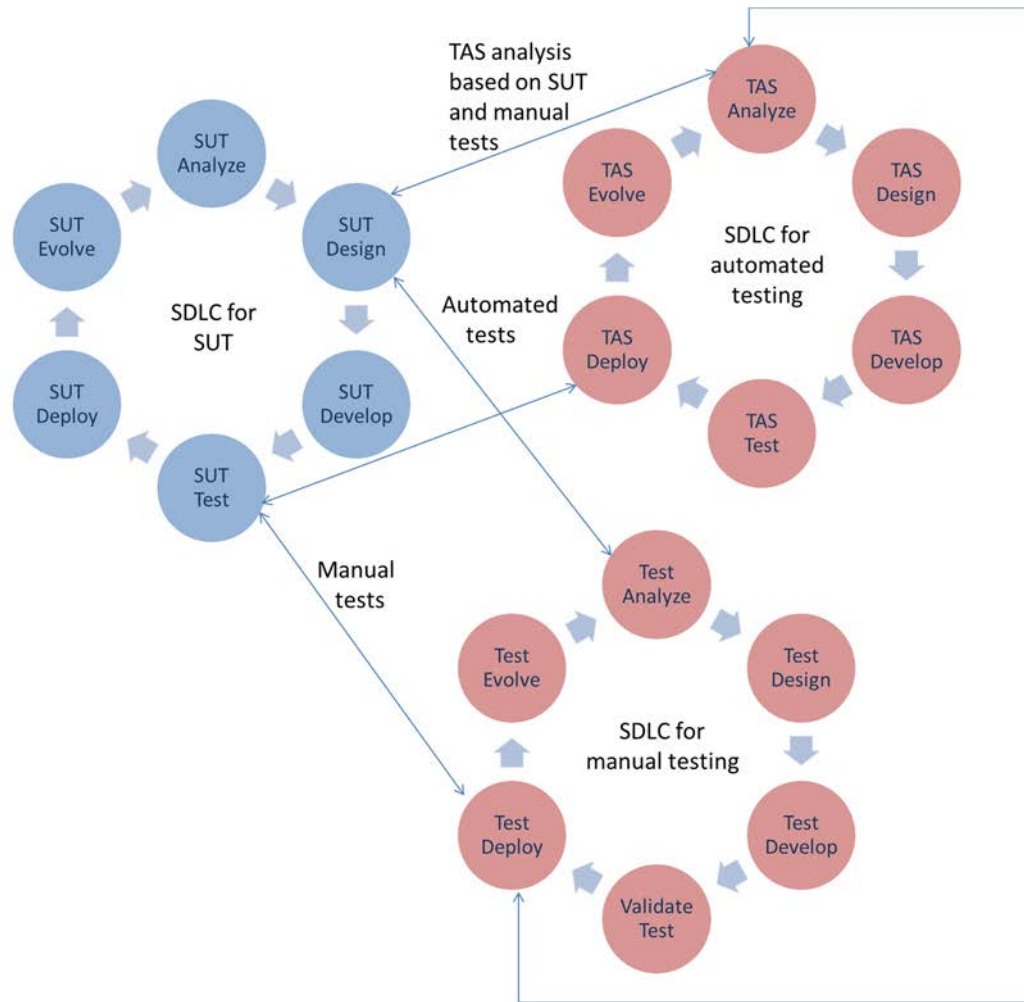 TAS analysis
based on SUT
and manual
tests
SUT
Analyze
SUT
Evolve
SUT
Design
SDLC for
SUT
SUT
Deploy
SUT
Develop
SUT
Test
TAS
Analyze
TAS
Evolve
TAS
Design
SDLC for
automated
testing
Automated
tests
TAS
Deploy
TAS
Develop
TAS
Test
Manual
tests
Test
Analyze
Test
Evolve
Test
Design
SDLC for
manual testing
Test
Deploy
Test
Develop
Validate
Test